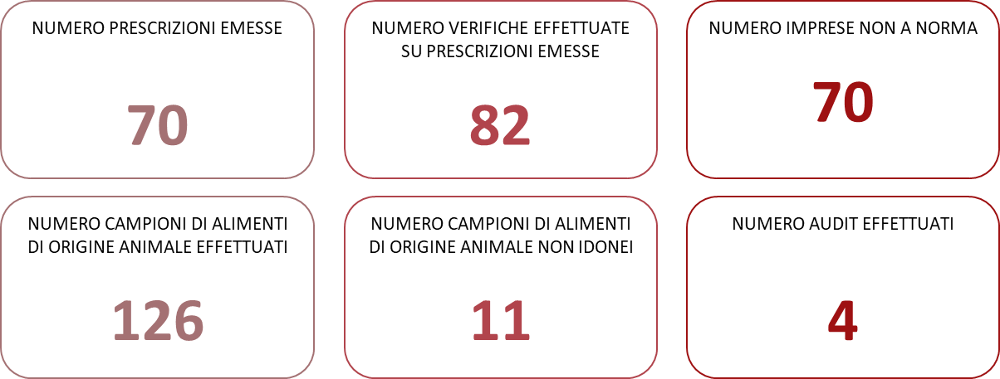 NUMERO PRESCRIZIONI EMESSE
70
NUMERO VERIFICHE EFFETTUATE
SU PRESCRIZIONI EMESSE
82
NUMERO IMPRESE NON A NORMA
70
NUMERO CAMPIONI DI ALIMENTI
DI ORIGINE ANIMALE EFFETTUATI
126
NUMERO CAMPIONI DI ALIMENTI
DI ORIGINE ANIMALE NON IDONEI
11
NUMERO AUDIT EFFETTUATI
4